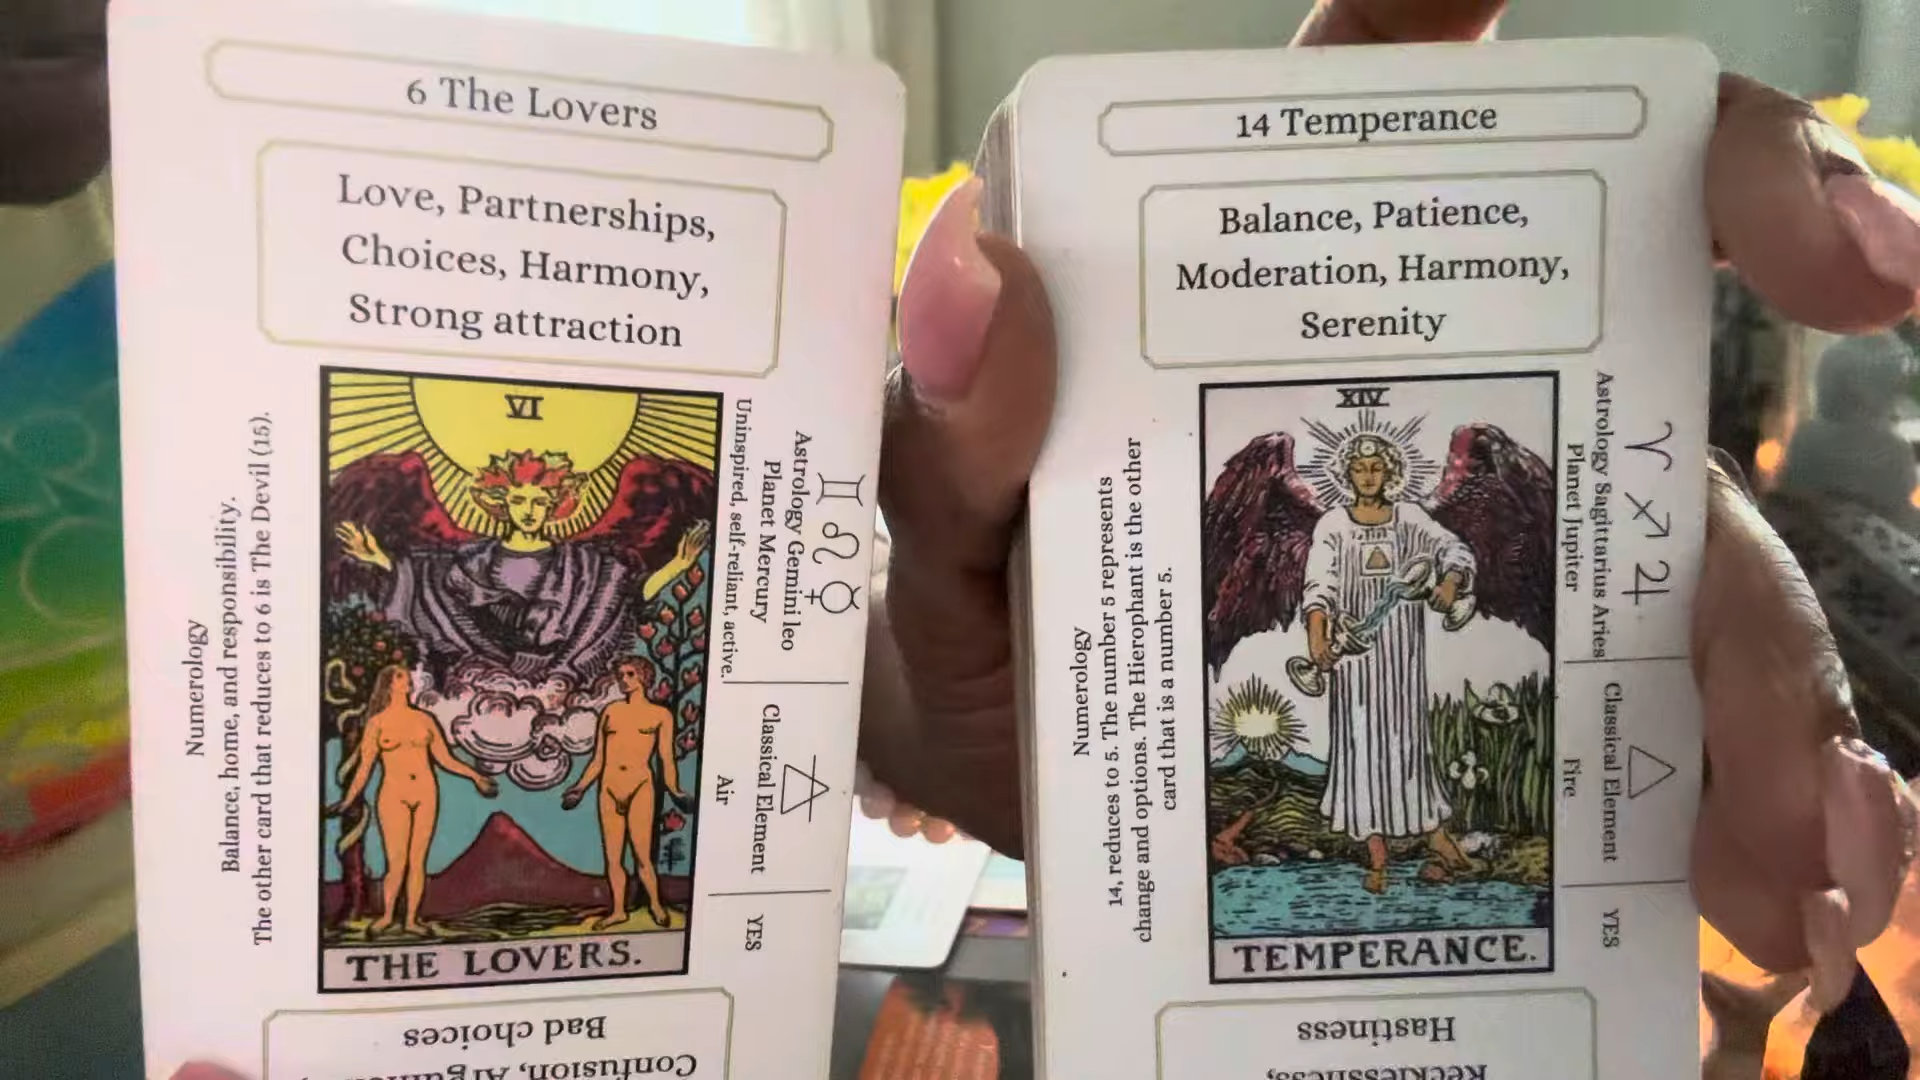 6 The Lovers
Love, Partnerships,
Choices, Harmony,
Strong attraction
Numerology
Balance, home, and responsibility.
The other card that reduces to 6 is The Devil (15).
VI
THE LOVERS.
Astrology Gemini leo
Planet Mercury
Uninspired, self-reliant, active.
Classical Element
Air
YES
Bad choices
Confusion,
14 Temperance
Balance, Patience,
Moderation, Harmony,
Serenity
Numerology
14, reduces to 5. The number 5 represents
change and options. The Hierophant is the other
card that is a number 5.
XIV
TEMPERANCE.
Astrology Sagittarius Aries
Planet Jupiter
Classical Element
Fire
YES
Hastiness
Recklessness,